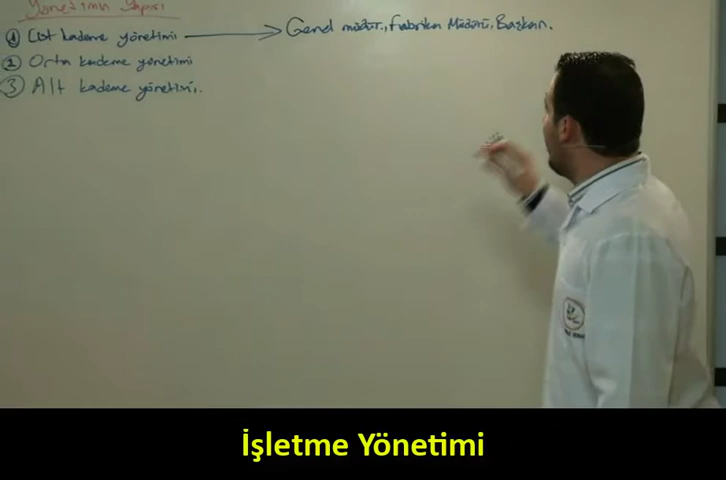 Yönetimin Yapısı
① Üst kademe yönetimi → Genel müdür, Fabrika Müdürü, Başkan.
② Orta kademe yönetimi
③ Alt kademe yönetimi.
İşletme Yönetimi